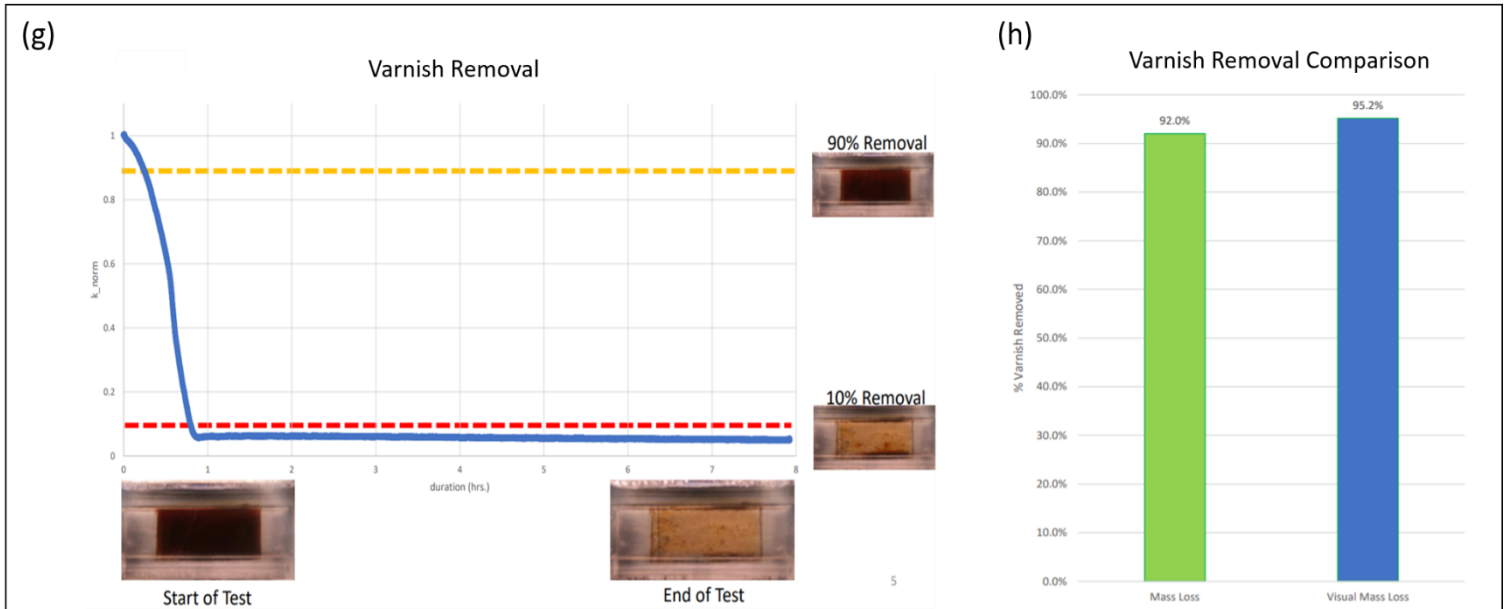 (g)
Varnish Removal
1
0.8
0.6
0.4
0.2
0
k_norm
0 1 2 3 4 5 6 7 8
duration (hrs.)
90% Removal
10% Removal
Start of Test
End of Test
5
(h)
Varnish Removal Comparison
100.0%
90.0%
80.0%
70.0%
60.0%
50.0%
40.0%
30.0%
20.0%
10.0%
0.0%
% Varnish Removed
92.0%
95.2%
Mass Loss
Visual Mass Loss